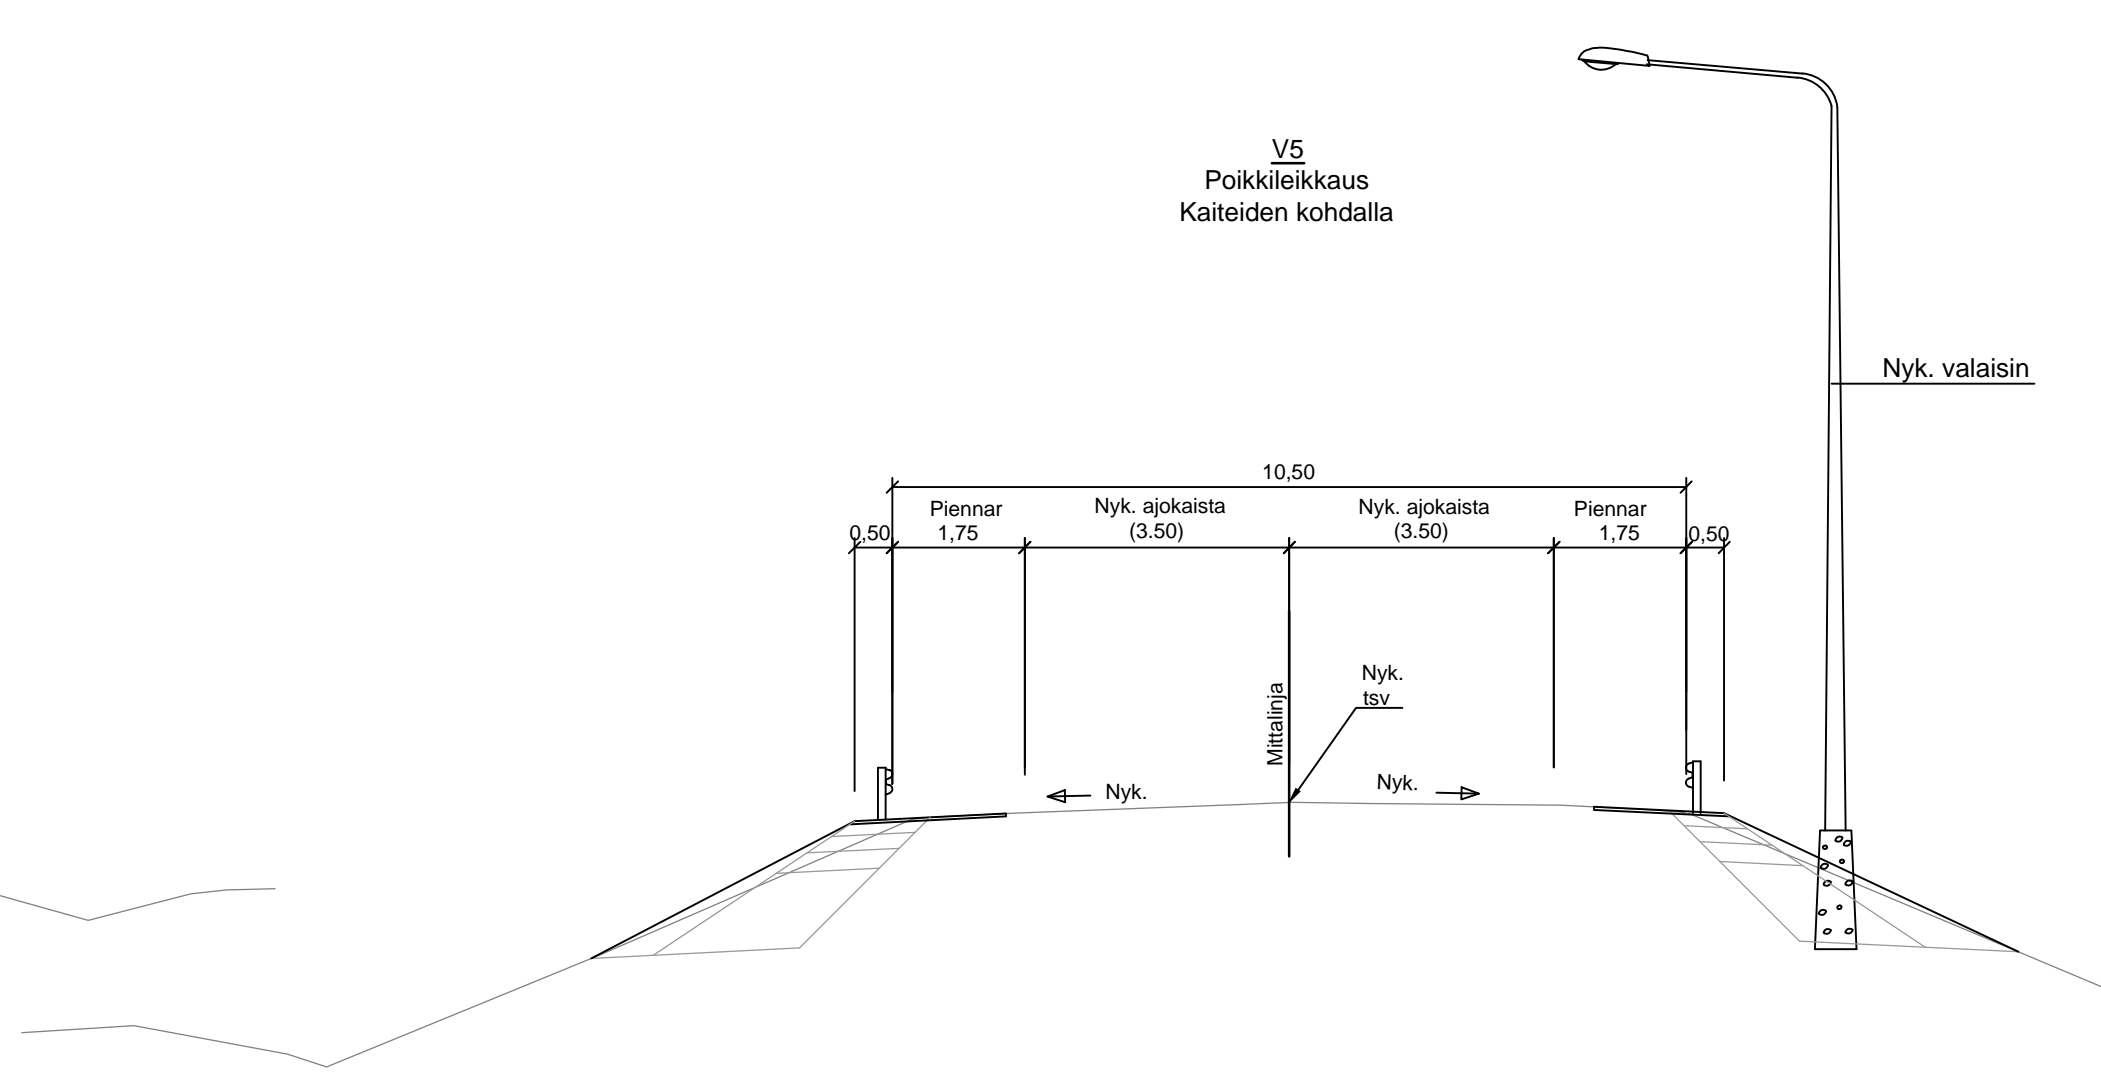 V5
Poikkileikkaus
Kaiteiden kohdalla
Nyk. valaisin
10,50
Piennar
Nyk. ajokaista
Nyk. ajokaista
Piennar
0,50
1,75
(3.50)
(3.50)
1,75
0,50
Nyk.
tsv
Mittalinja
Nyk.
Nyk.